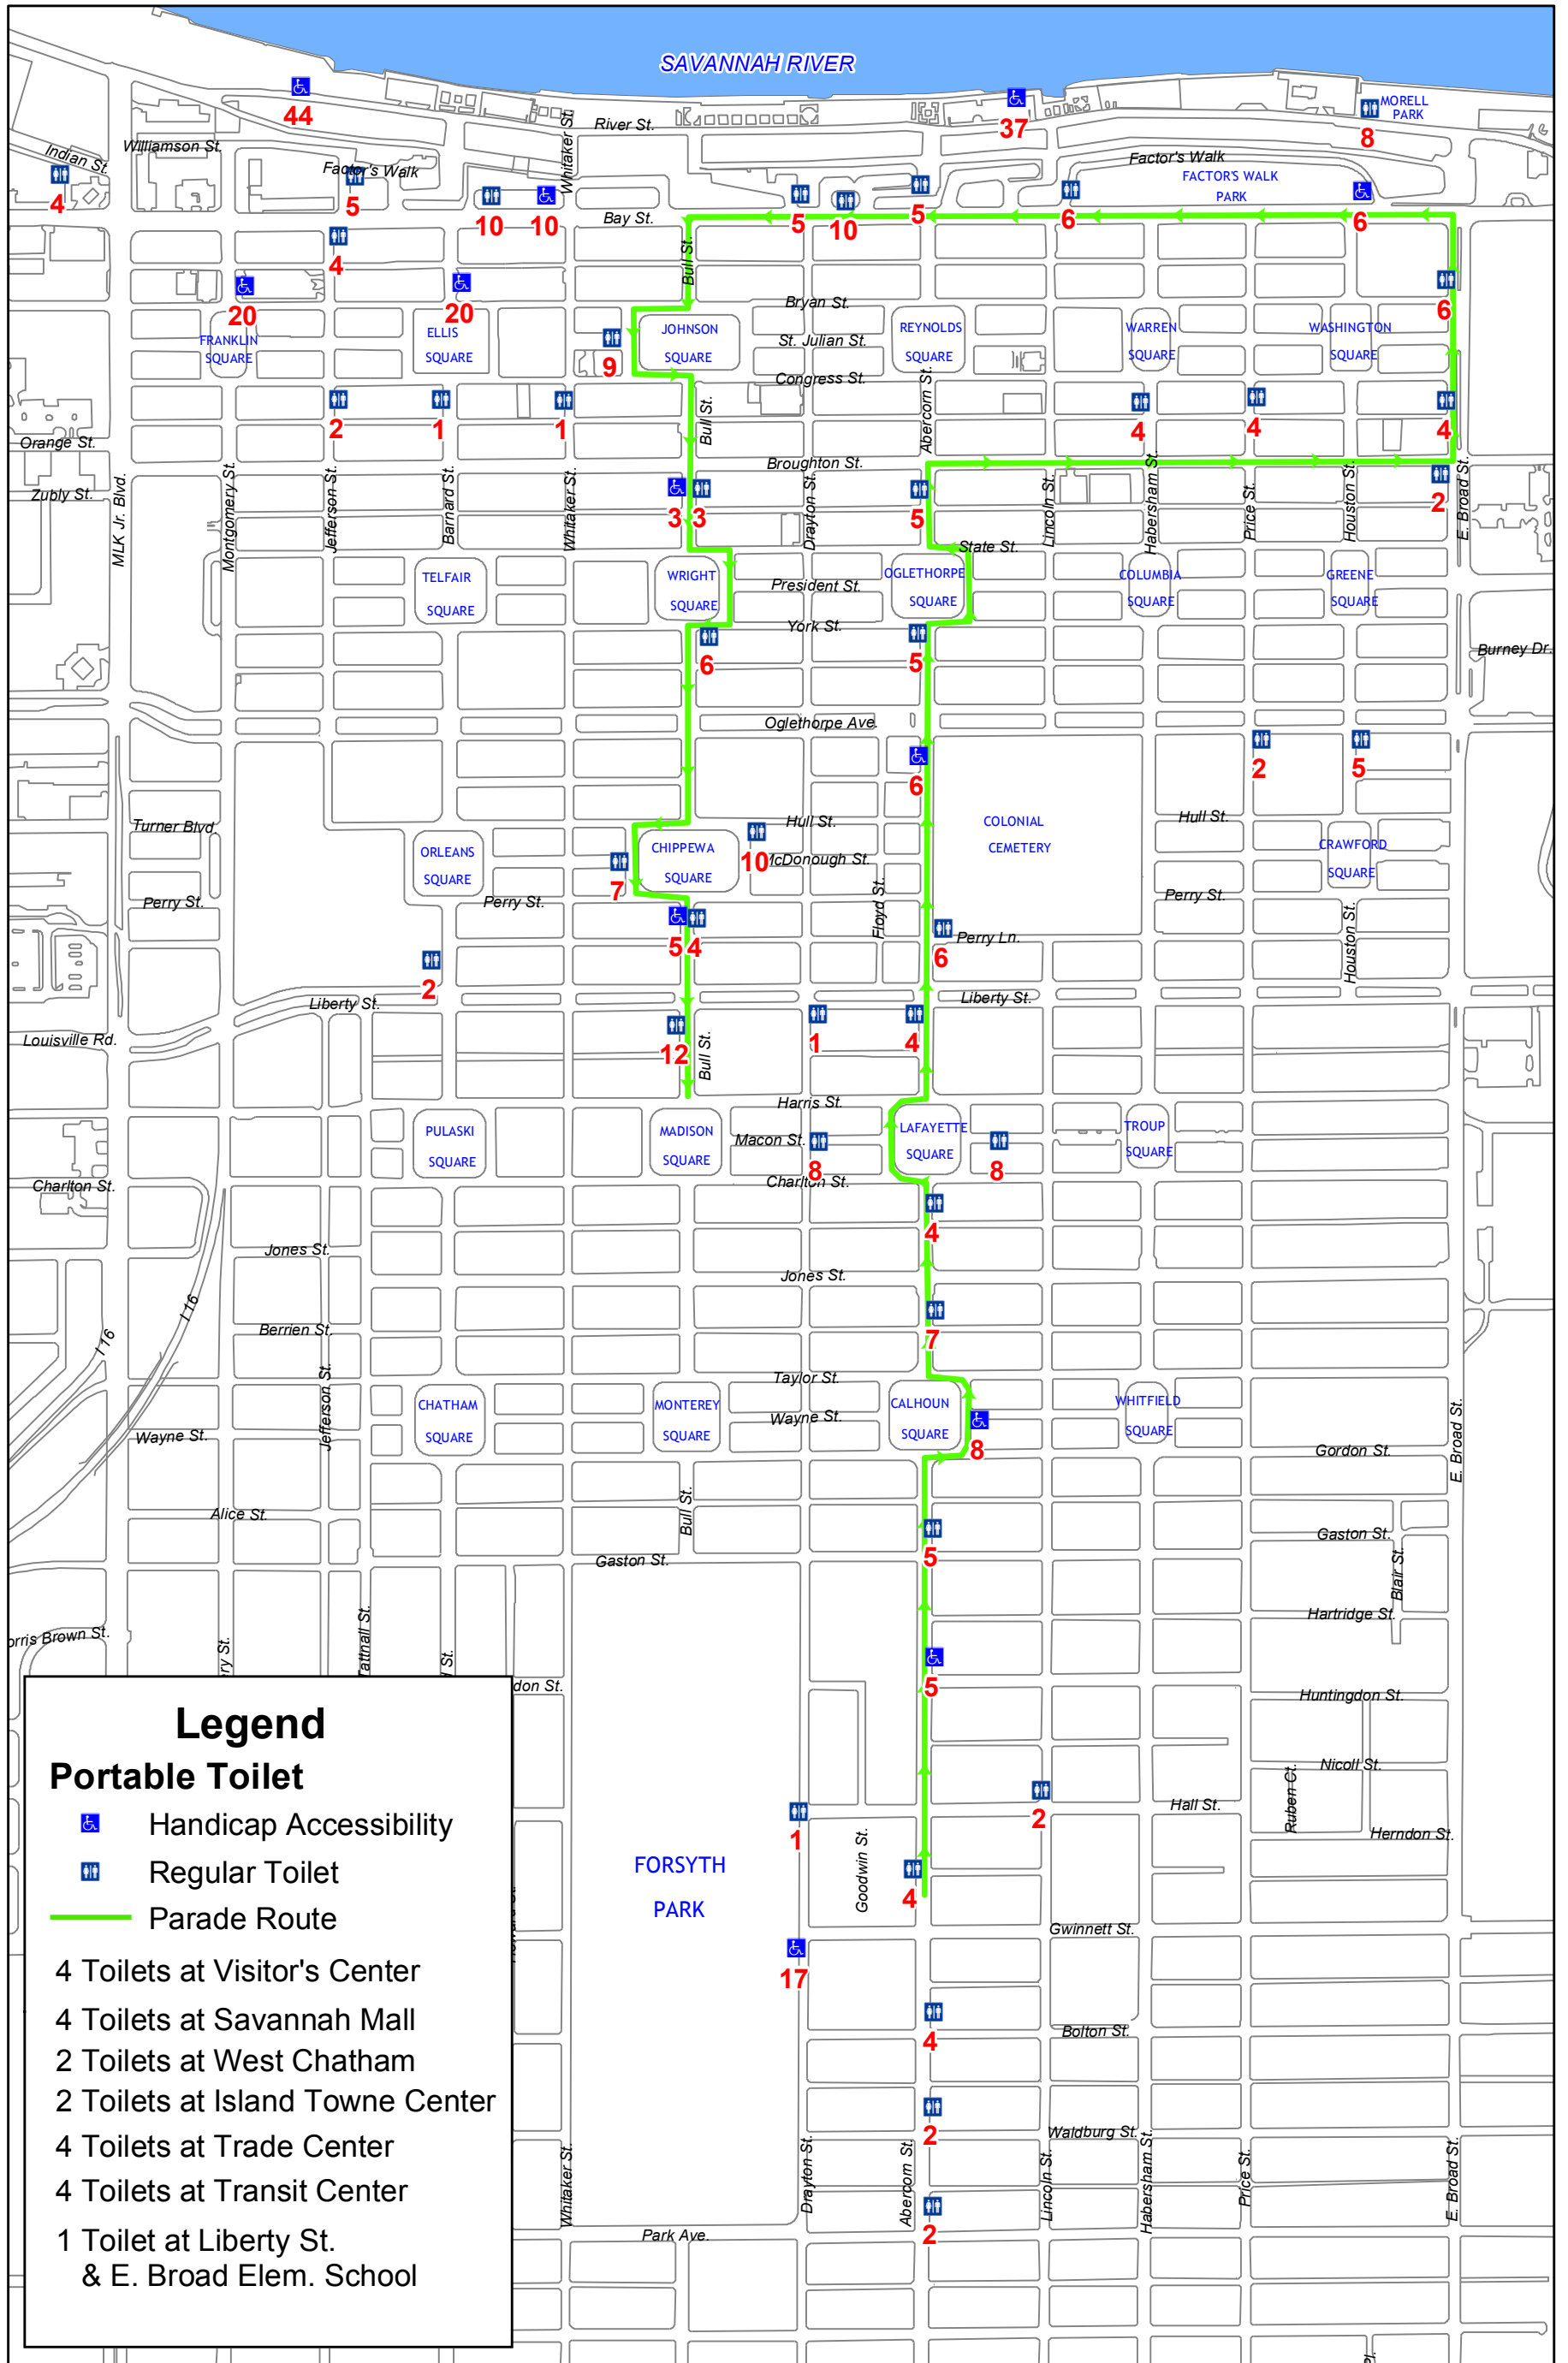 SAVANNAH RIVER
44
37
MORELL
PARK
8
River St.
Whitaker St.
Williamson St.
Indian St.
Factor's Walk
Factor's Walk
FACTOR'S WALK
PARK
4
5
10
10
Bay St.
5
10
5
6
6
4
Bull St.
20
20
6
Bryan St.
FRANKLIN
SQUARE
ELLIS
SQUARE
9
JOHNSON
SQUARE
St. Julian St.
REYNOLDS
SQUARE
WARREN
SQUARE
WASHINGTON
SQUARE
Congress St.
Abercorn St.
2
1
1
Bull St.
4
4
4
Orange St.
Broughton St.
Zubly St.
MLK Jr. Blvd.
Montgomery St.
Jefferson St.
Barnard St.
Whitaker St.
3
3
Drayton St.
5
Lincoln St.
Habersham St.
Price St.
Houston St.
2
E. Broad St.
State St.
TELFAIR
SQUARE
WRIGHT
SQUARE
President St.
OGLETHORPE
SQUARE
COLUMBIA
SQUARE
GREENE
SQUARE
York St.
6
5
Burney Dr.
Oglethorpe Ave.
6
2
5
Turner Blvd.
Hull St.
Hull St.
COLONIAL
CEMETERY
ORLEANS
SQUARE
CHIPPEWA
SQUARE
10
McDonough St.
CRAWFORD
SQUARE
7
Perry St.
Perry St.
Perry St.
Floyd St.
Houston St.
5
4
Perry Ln.
6
2
Liberty St.
Liberty St.
Louisville Rd.
12
Bull St.
1
4
Harris St.
PULASKI
SQUARE
MADISON
SQUARE
Macon St.
LAFAYETTE
SQUARE
TROUP
SQUARE
8
8
Charlton St.
Charlton St.
4
Jones St.
Jones St.
I 16
I 16
Berrien St.
7
Jefferson St.
Taylor St.
CHATHAM
SQUARE
MONTEREY
SQUARE
Wayne St.
CALHOUN
SQUARE
WHITFIELD
SQUARE
Wayne St.
8
Gordon St.
E. Broad St.
Alice St.
Bull St.
Gaston St.
5
Gaston St.
Blair St.
Hartridge St.
orris Brown St.
ry St.
Tattnall St.
d St.
don St.
5
Huntingdon St.
Nicoll St.
Ruben Ct.
2
Hall St.
Herndon St.
1
Goodwin St.
4
FORSYTH
PARK
Gwinnett St.
17
4
Bolton St.
2
Waldburg St.
Whitaker St.
Drayton St.
Abercorn St.
Lincoln St.
Habersham St.
Price St.
E. Broad St.
2
Park Ave.
Legend
Portable Toilet
Handicap Accessibility
Regular Toilet
Parade Route
4 Toilets at Visitor's Center
4 Toilets at Savannah Mall
2 Toilets at West Chatham
2 Toilets at Island Towne Center
4 Toilets at Trade Center
4 Toilets at Transit Center
1 Toilet at Liberty St.
& E. Broad Elem. School